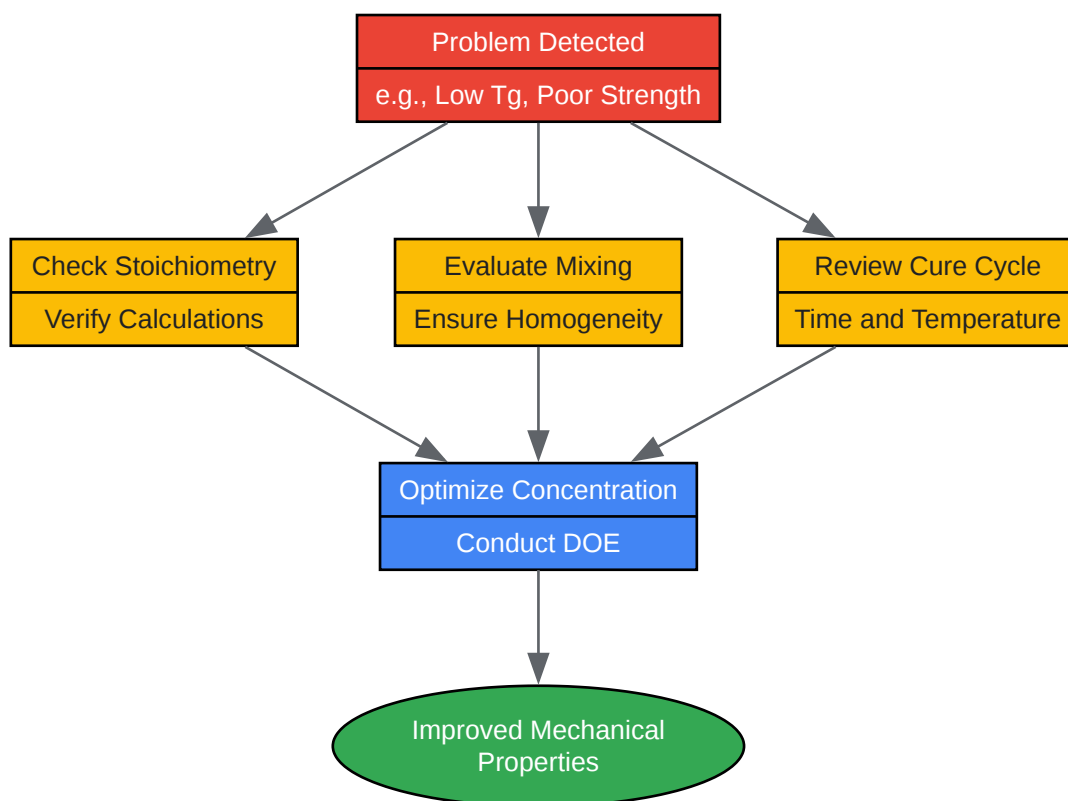 Problem Detected
e.g., Low Tg, Poor Strength
Check Stoichiometry
Verify Calculations
Evaluate Mixing
Ensure Homogeneity
Review Cure Cycle
Time and Temperature
Optimize Concentration
Conduct DOE
Improved Mechanical
Properties